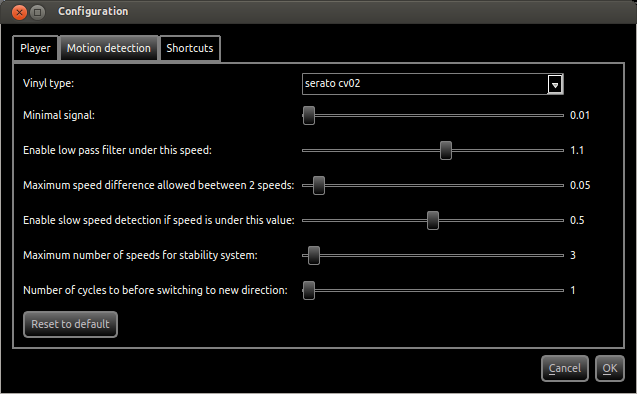 Configuration
Player Motion detection Shortcuts
Vinyl type: serato cv02
Minimal signal: 0.01
Enable low pass filter under this speed: 1.1
Maximum speed difference allowed beetween 2 speeds: 0.05
Enable slow speed detection if speed is under this value: 0.5
Maximum number of speeds for stability system: 3
Number of cycles to before switching to new direction: 1
Reset to default
Cancel OK